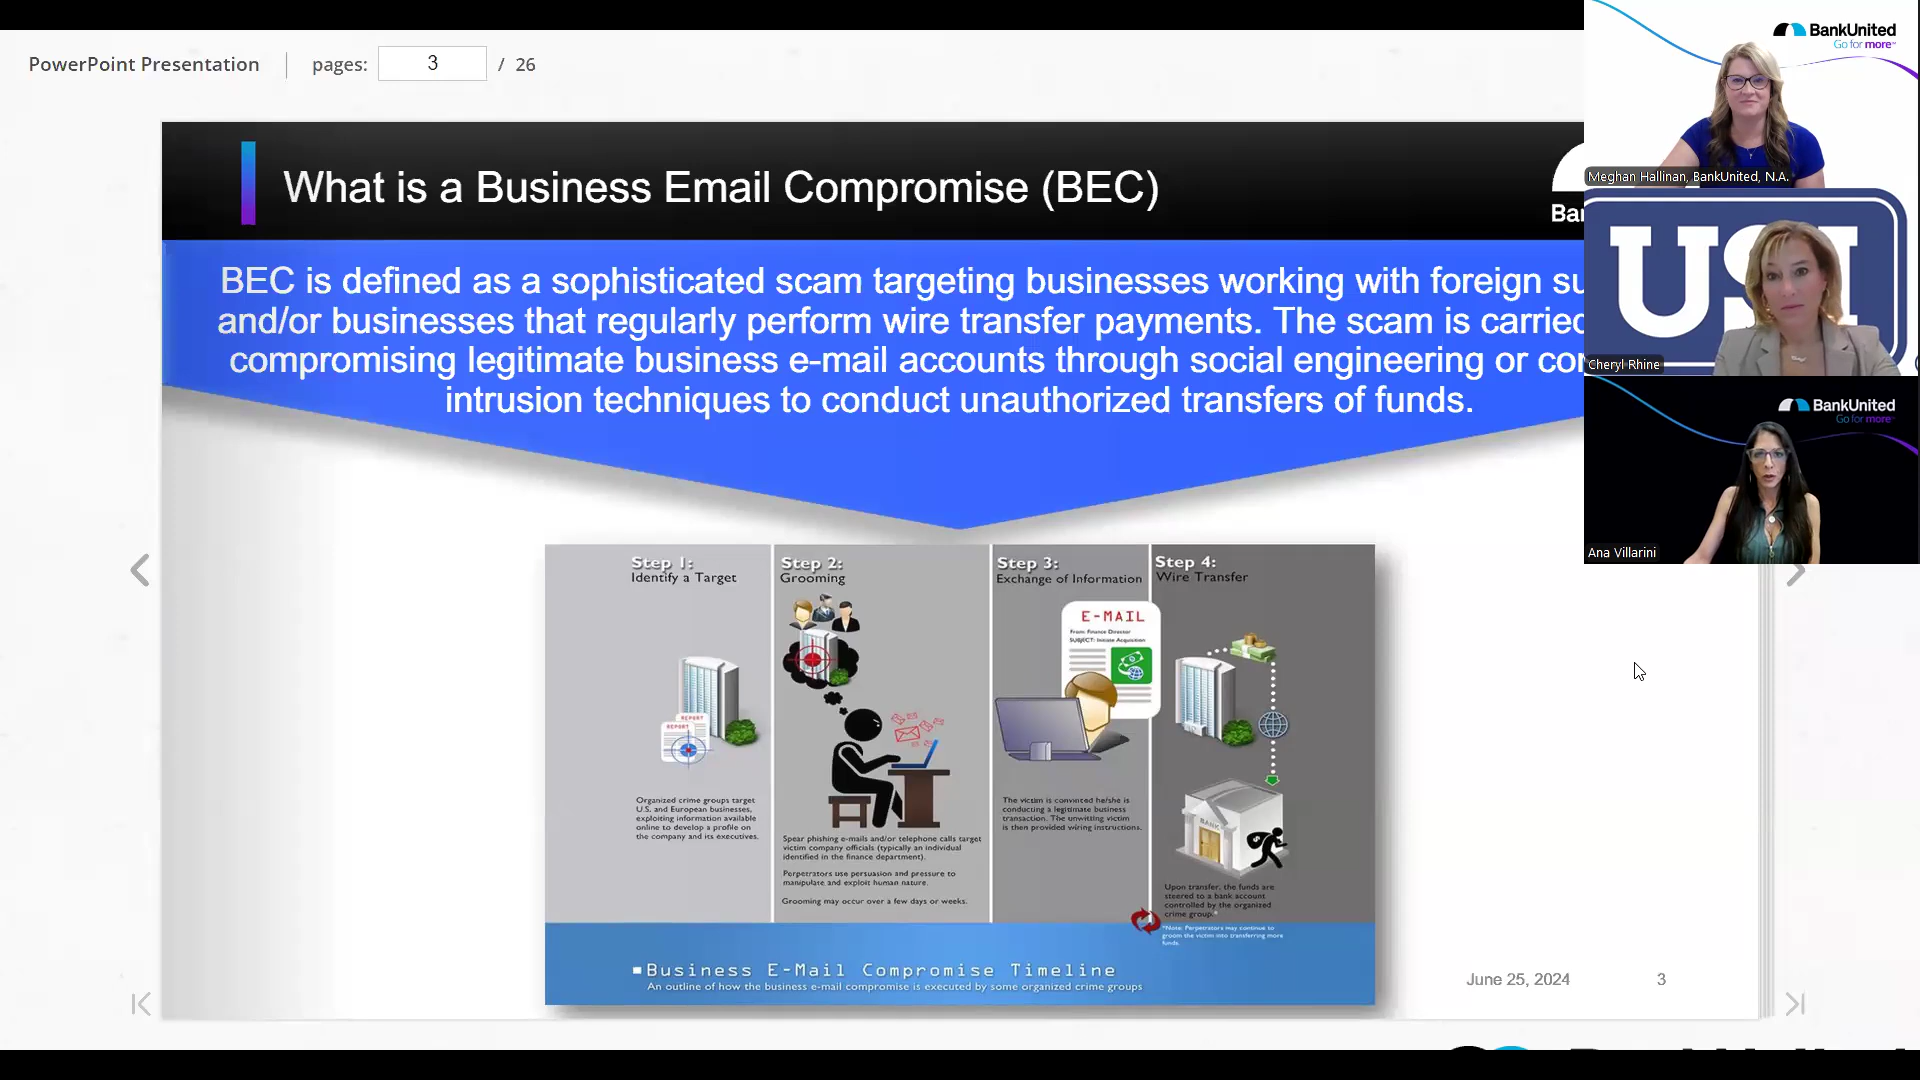 PowerPoint Presentation
pages: 3 / 26
What is a Business Email Compromise (BEC)
Ban
BEC is defined as a sophisticated scam targeting businesses working with foreign su
and/or businesses that regularly perform wire transfer payments. The scam is carried
compromising legitimate business e-mail accounts through social engineering or co
intrusion techniques to conduct unauthorized transfers of funds.
Step 1:
Identify a Target
REPORT
REPORT
Organized crime groups target
U.S. and European businesses,
exploiting information available
online to develop a profile on
the company and its executives.
Step 2:
Grooming
Spear phishing e-mails and/or telephone calls target
victim company officials (typically an individual
identified in the finance department).
Perpetrators use persuasion and pressure to
manipulate and exploit human nature.
Grooming may occur over a few days or weeks.
Step 3:
Exchange of Information
E-MAIL
From: Finance Director
SUBJECT: Initiate Acquisition
The victim is convinced he/she is
conducting a legitimate business
transaction. The unwitting victim
is then provided wiring instructions.
Step 4:
Wire Transfer
BANK
Upon transfer, the funds are
steered to a bank account
controlled by the organized
crime group.*
*Note: Perpetrators may continue to
groom the victim into transferring more
funds.
Business E-Mail Compromise Timeline
An outline of how the business e-mail compromise is executed by some organized crime groups
June 25, 2024 3
BankUnited
Go for more™
Meghan Hallinan, BankUnited, N.A.
USI
Cheryl Rhine
BankUnited
Go for more™
Ana Villarini